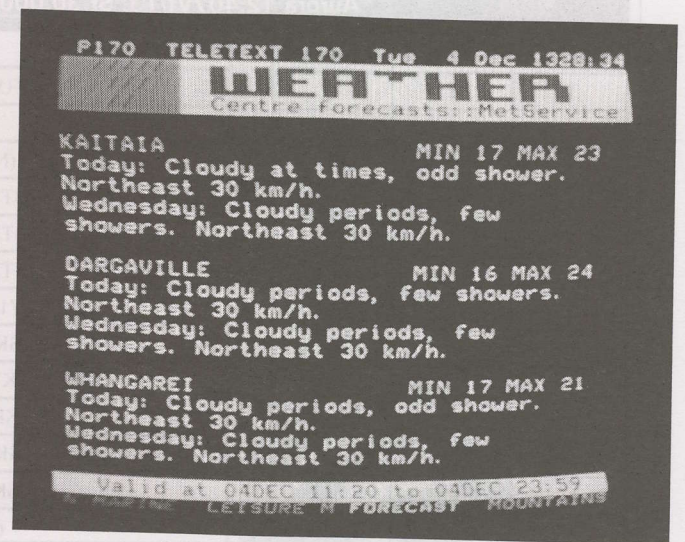 P170 TELETEXT 170 Tue 4 Dec 1328:34
WEATHER
Centre forecasts::MetService
KAITAIA MIN 17 MAX 23
Today: Cloudy at times, odd shower.
Northeast 30 km/h.
Wednesday: Cloudy periods, few
showers. Northeast 30 km/h.
DARGAVILLE MIN 16 MAX 24
Today: Cloudy periods, few showers.
Northeast 30 km/h.
Wednesday: Cloudy periods, few
showers. Northeast 30 km/h.
WHANGAREI MIN 17 MAX 21
Today: Cloudy periods, odd shower.
Northeast 30 km/h.
Wednesday: Cloudy periods, few
showers. Northeast 30 km/h.
Valid at 04DEC 11:20 to 04DEC 23:59
MARINE LEISURE M FORECAST MOUNTAINS